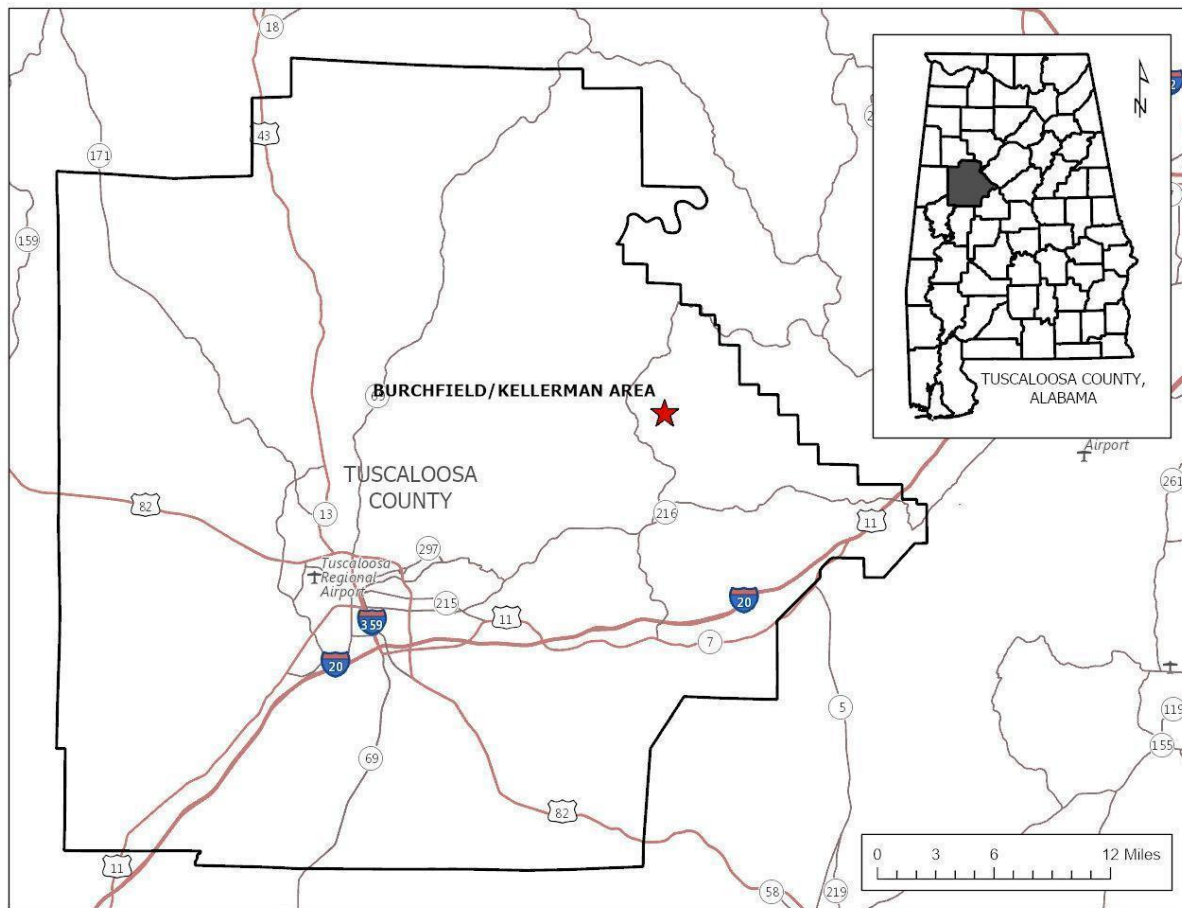 18
43
171
159
BURCHFIELD/KELLERMAN AREA
69
TUSCALOOSA
COUNTY
82
13
216
11
297
Tuscaloosa
Regional
Airport
215
11
20
359
7
20
5
69
82
11
58
219
TUSCALOOSA COUNTY,
ALABAMA
N
Airport
261
119
155
0 3 6 12 Miles